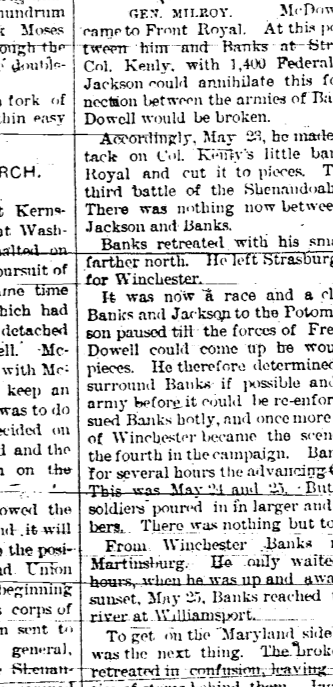 nundrum
k Moses
ough the
f double-
fork of
thin easy
RCH.
t Kerns-
at Wash-
halted on
pursuit of
ame time
which had
detached
ell. Mc-
with Mc-
keep an
was to do
cided on
d and the
n on the
owed the
nd it will
the posi-
nd Union
beginning
s corps of
n sent to
general,
Shenan-
GEN. MILROY. McDow
came to Front Royal. At this po
tween him and Banks at Str
Col. Kenly, with 1,400 Federal
Jackson could annihilate this fo
nection between the armies of Ba
Dowell would be broken.
Accordingly, May 23, he made
tack on Col. Kenly's little ban
Royal and cut it to pieces. T
third battle of the Shenandoah
There was nothing now betwee
Jackson and Banks.
Banks retreated with his sma
farther north. He left Strasburg
for Winchester.
It was now a race and a cl
Banks and Jackson to the Potom
son paused till the forces of Fre
Dowell could come up he wou
pieces. He therefore determined
surround Banks if possible and
army before it could be re-enfor
sued Banks hotly, and once more
of Winchester became the scen
the fourth in the campaign. Ban
for several hours the advancing
This was May 24 and 25. But
soldiers poured in in larger and
bers. There was nothing but to
From Winchester Banks r
Martinsburg. He only waite
hours, when he was up and awa
sunset, May 25, Banks reached
river at Williamsport.
To get on the Maryland side
was the next thing. The brok
retreated in confusion, leaving